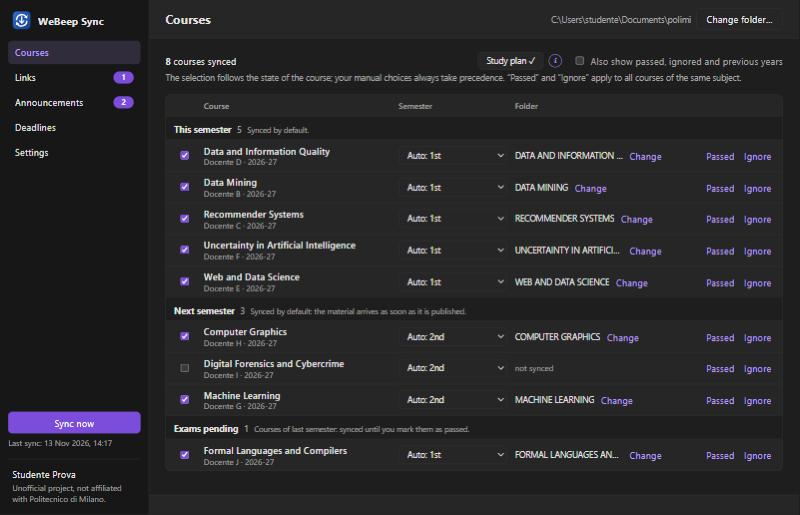 WeBeep Sync
Courses
Links 1
Announcements 2
Deadlines
Settings
Sync now
Last sync: 13 Nov 2026, 14:17
Studente Prova
Unofficial project, not affiliated
with Politecnico di Milano.
Courses
C:\Users\studente\Documents\polimi Change folder...
8 courses synced Study plan ✓ i Also show passed, ignored and previous years
The selection follows the state of the course; your manual choices always take precedence. "Passed" and "Ignore" apply to all courses of the same subject.
Course Semester Folder
This semester 5 Synced by default.
Data and Information Quality Auto: 1st DATA AND INFORMATION ... Change Passed Ignore
Docente D · 2026-27
Data Mining Auto: 1st DATA MINING Change Passed Ignore
Docente B · 2026-27
Recommender Systems Auto: 1st RECOMMENDER SYSTEMS Change Passed Ignore
Docente C · 2026-27
Uncertainty in Artificial Intelligence Auto: 1st UNCERTAINTY IN ARTIFICI... Change Passed Ignore
Docente F · 2026-27
Web and Data Science Auto: 1st WEB AND DATA SCIENCE Change Passed Ignore
Docente E · 2026-27
Next semester 3 Synced by default: the material arrives as soon as it is published.
Computer Graphics Auto: 2nd COMPUTER GRAPHICS Change Passed Ignore
Docente H · 2026-27
Digital Forensics and Cybercrime Auto: 2nd not synced Passed Ignore
Docente I · 2026-27
Machine Learning Auto: 2nd MACHINE LEARNING Change Passed Ignore
Docente G · 2026-27
Exams pending 1 Courses of last semester: synced until you mark them as passed.
Formal Languages and Compilers Auto: 1st FORMAL LANGUAGES AN... Change Passed Ignore
Docente J · 2026-27